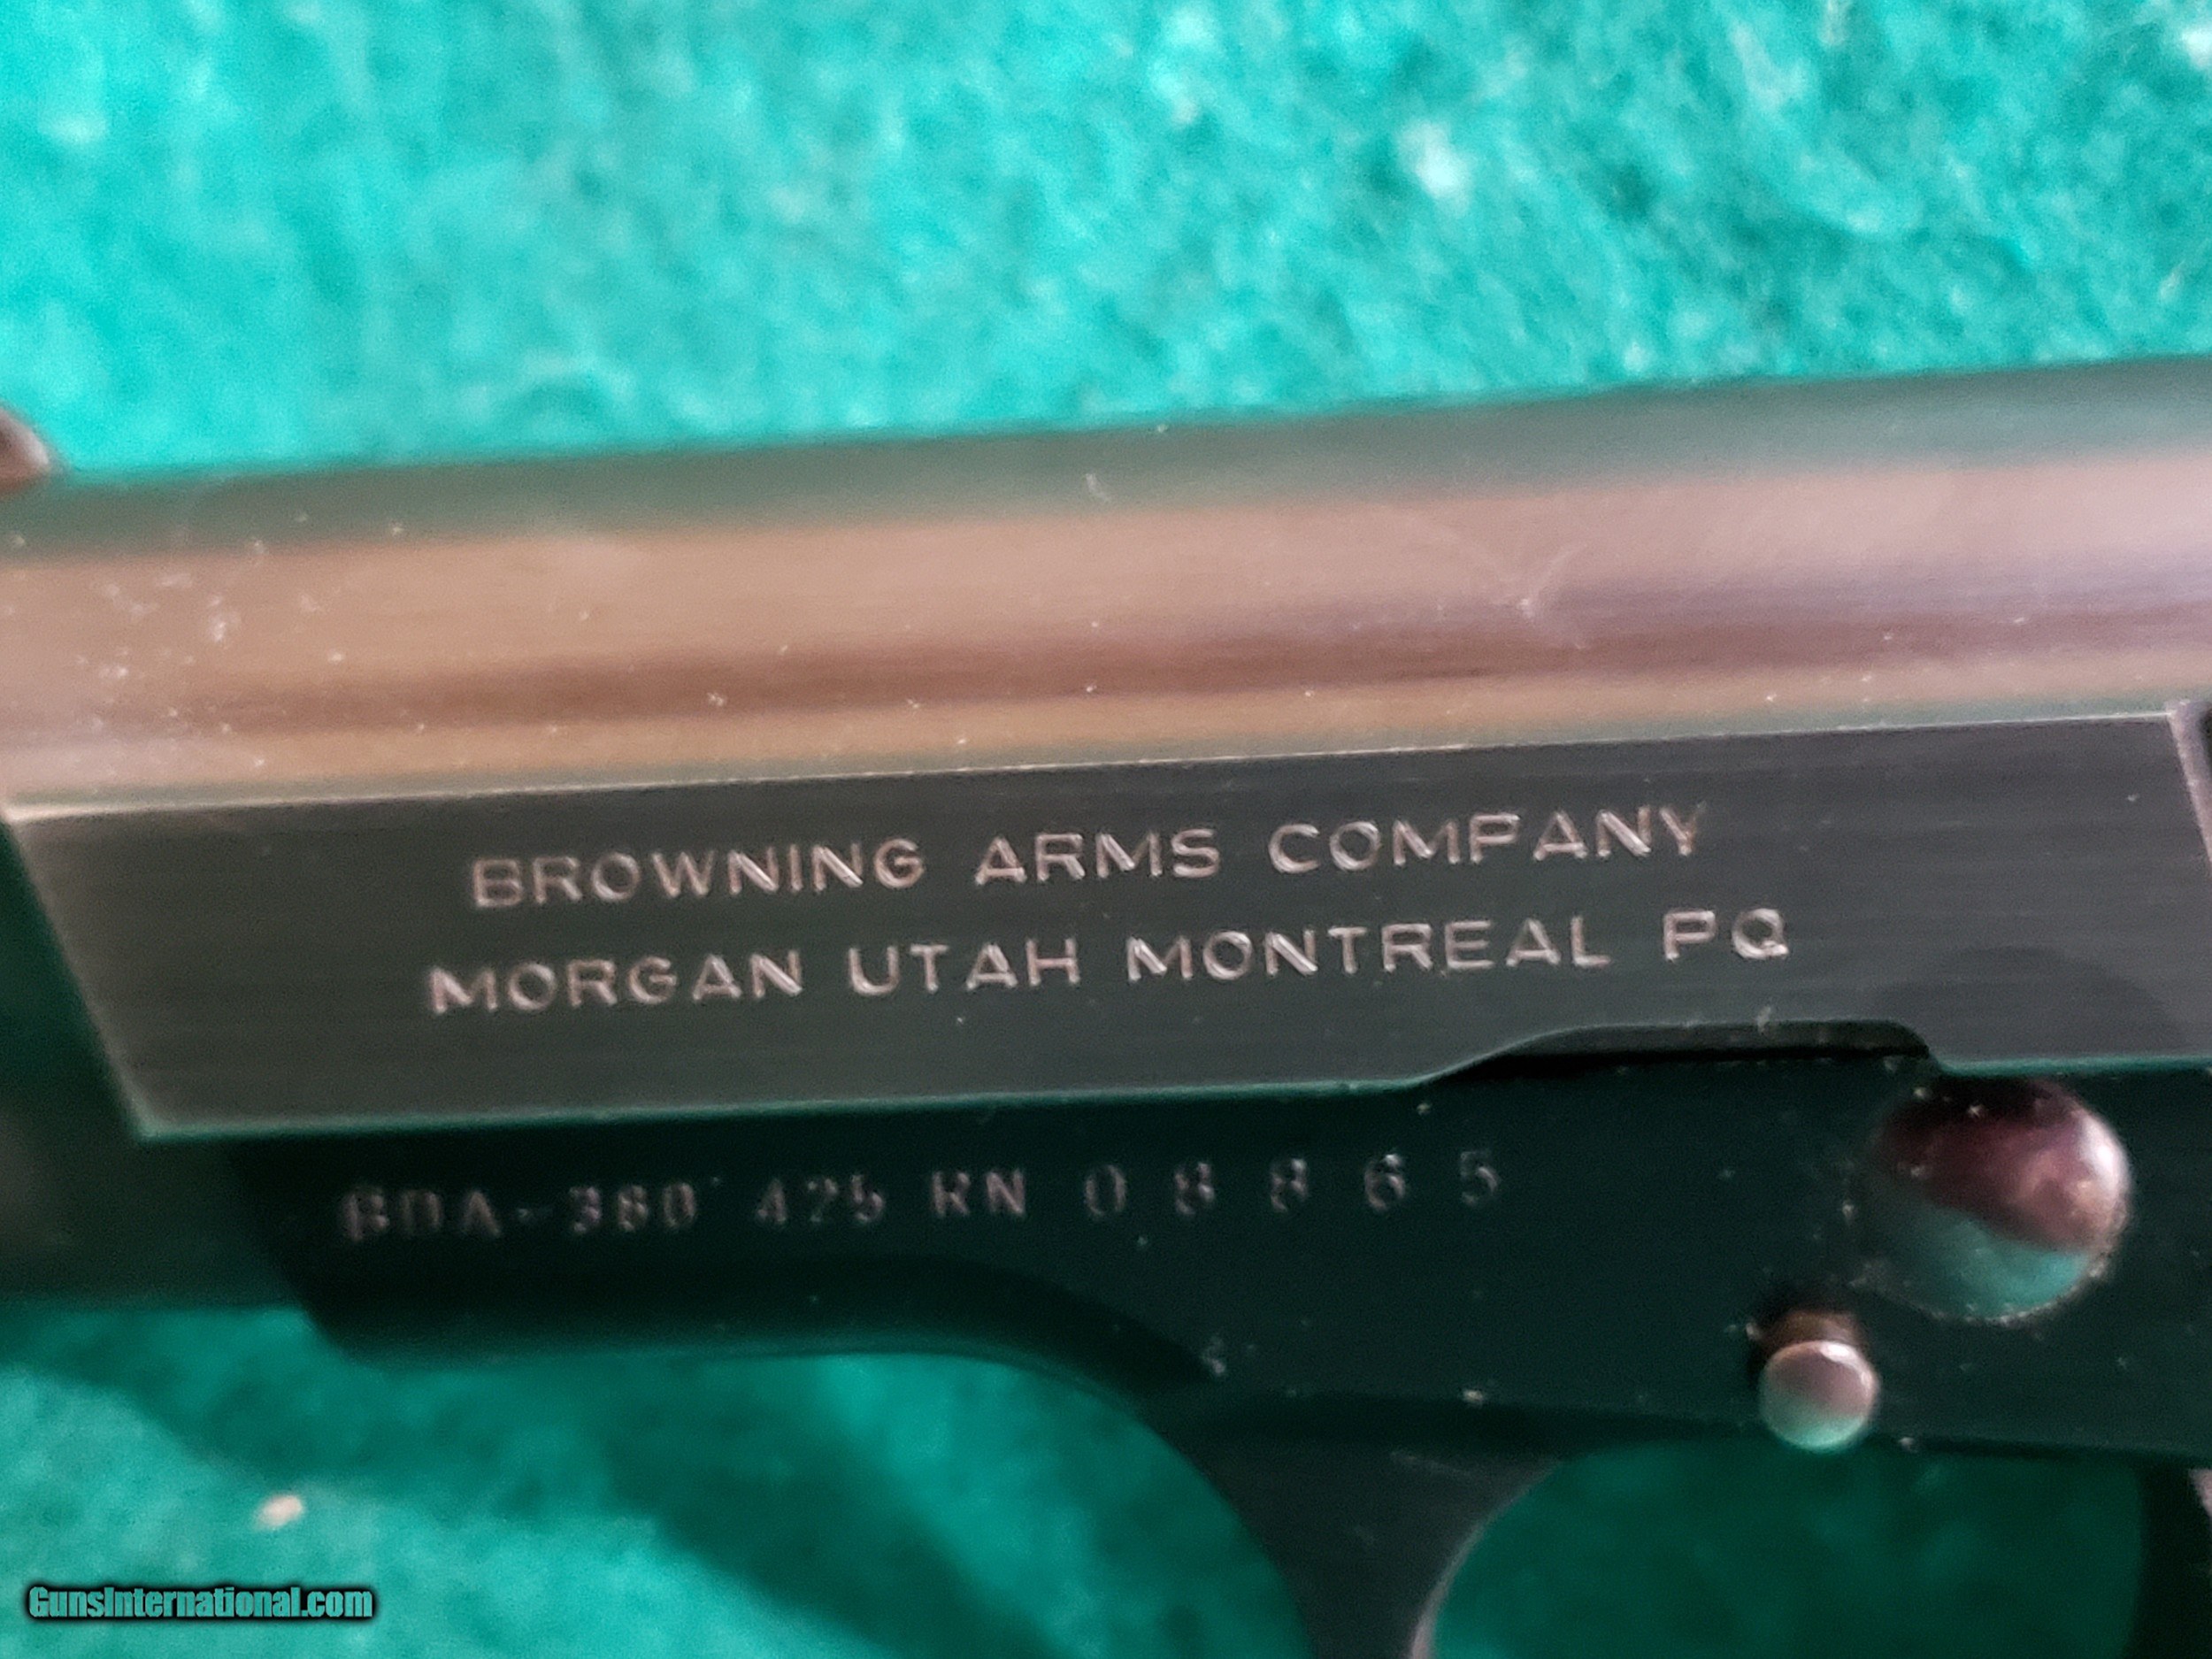 BROWNING ARMS COMPANY
MORGAN UTAH MONTREAL PQ
BDA-380 425 RN 08865
GunsInternational.com